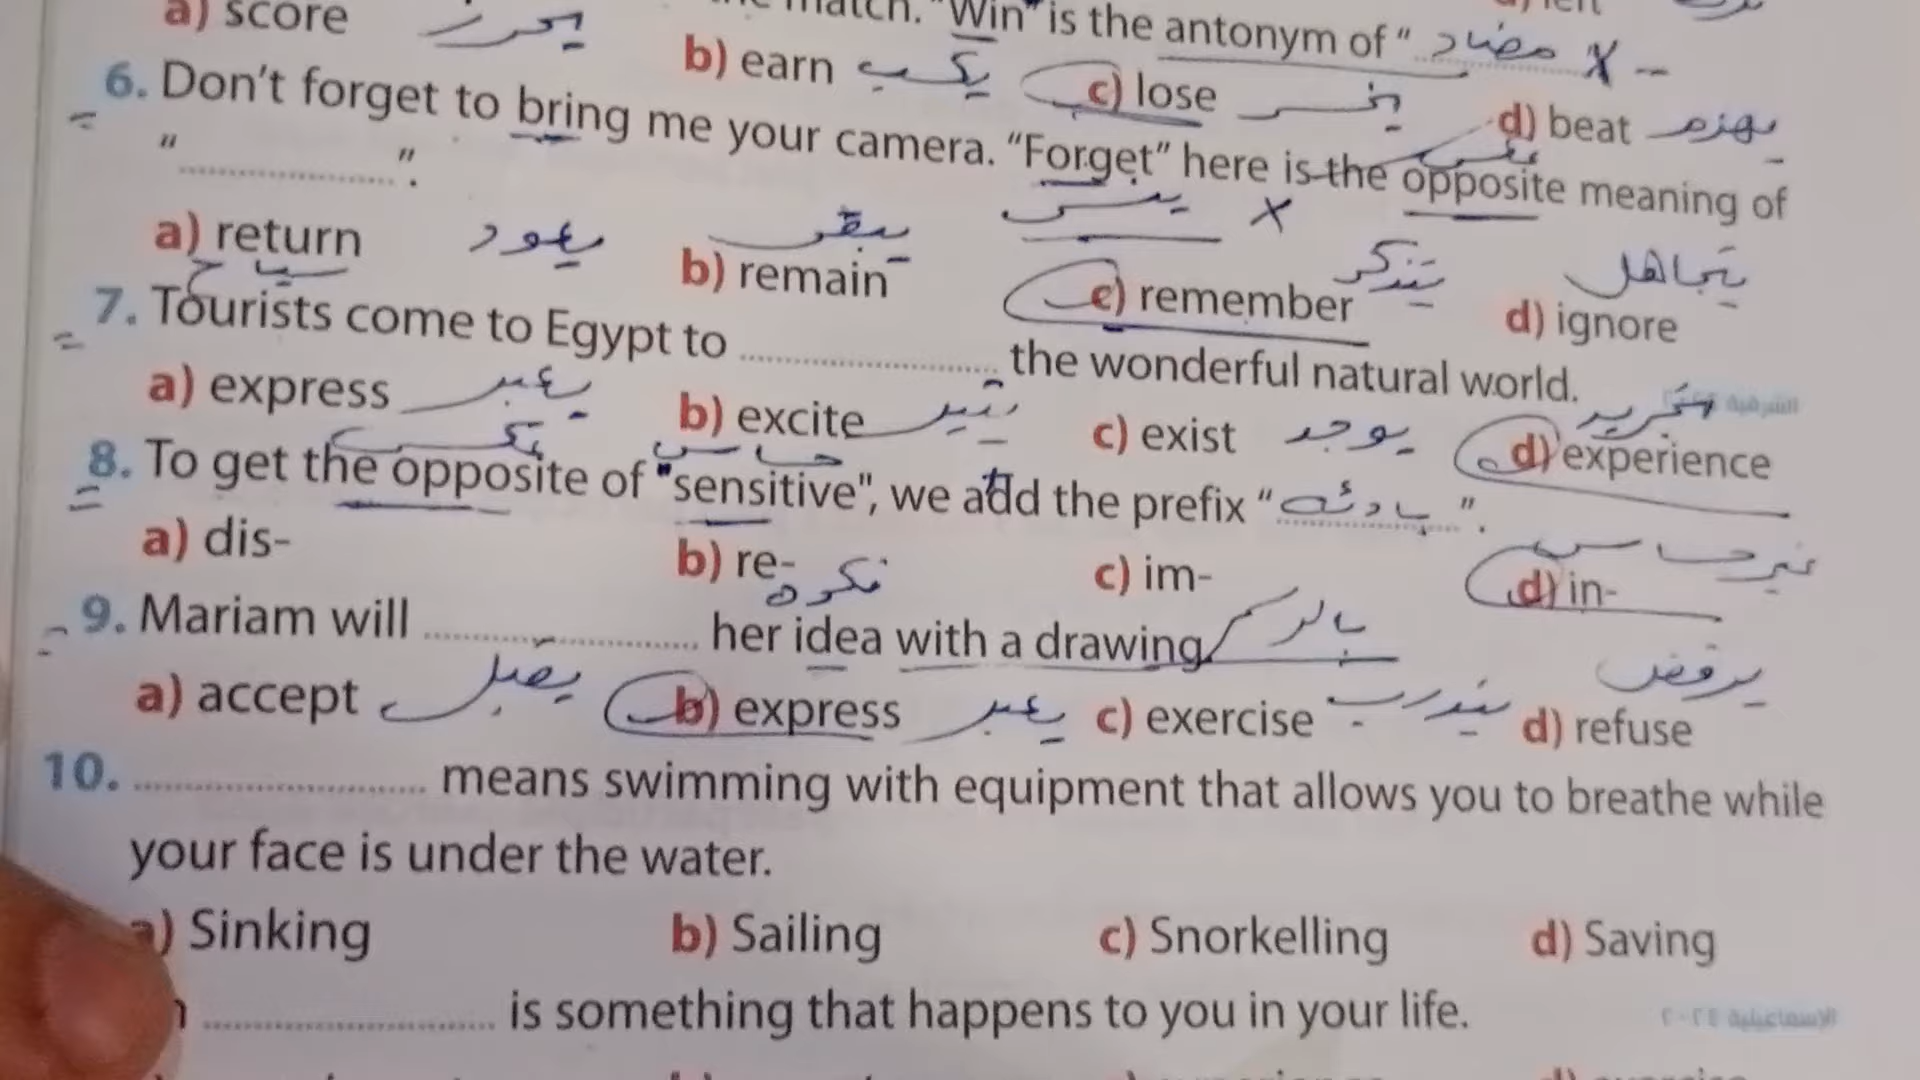 the match. "Win" is the antonym of " مضاد X
a) score يحرز b) earn يكسب c) lose يخسر d) beat يهزم
6. Don't forget to bring me your camera. "Forget" here is the opposite meaning of
"....................".
a) return يعود b) remain يبقى c) remember يتذكر d) ignore يتجاهل
7. Tourists come to Egypt to .......................... the wonderful natural world.
a) express يعبر b) excite يثير c) exist يوجد d) experience
8. To get the opposite of "sensitive", we add the prefix " بادئه ".
a) dis- b) re- c) im- d) in-
9. Mariam will .......................... her idea with a drawing بالرسم
a) accept يقبل b) express يعبر c) exercise يتدرب d) refuse يرفض
10. .......................... means swimming with equipment that allows you to breathe while
your face is under the water.
a) Sinking b) Sailing c) Snorkelling d) Saving
.......................... is something that happens to you in your life.